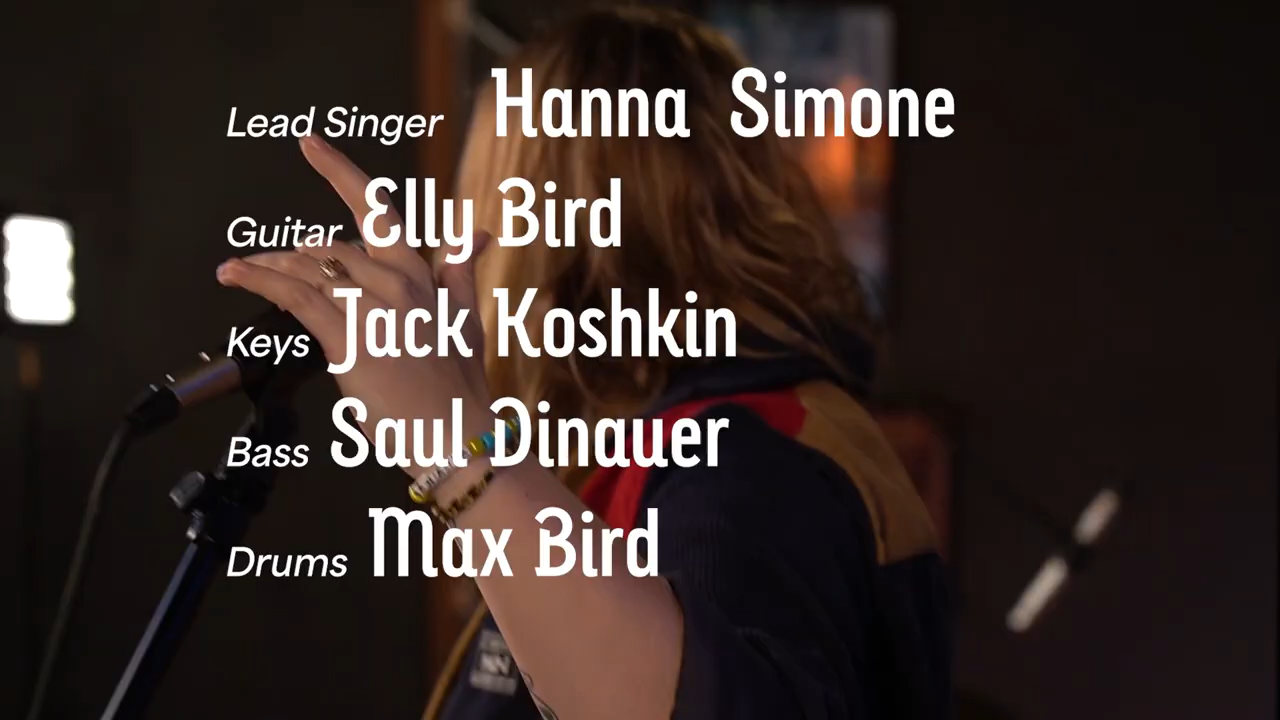 Lead Singer Hanna Simone
Guitar Elly Bird
Keys Jack Koshkin
Bass Saul Dinauer
Drums Max Bird